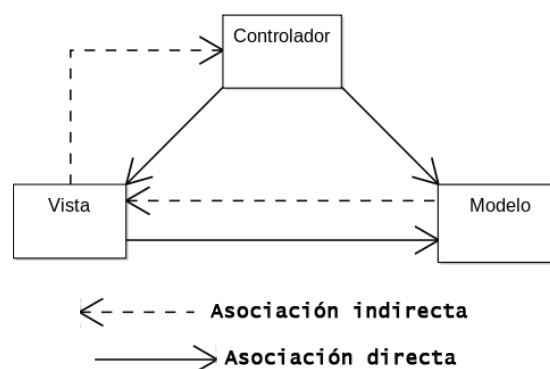 Controlador
Vista
Modelo
Asociación indirecta
Asociación directa